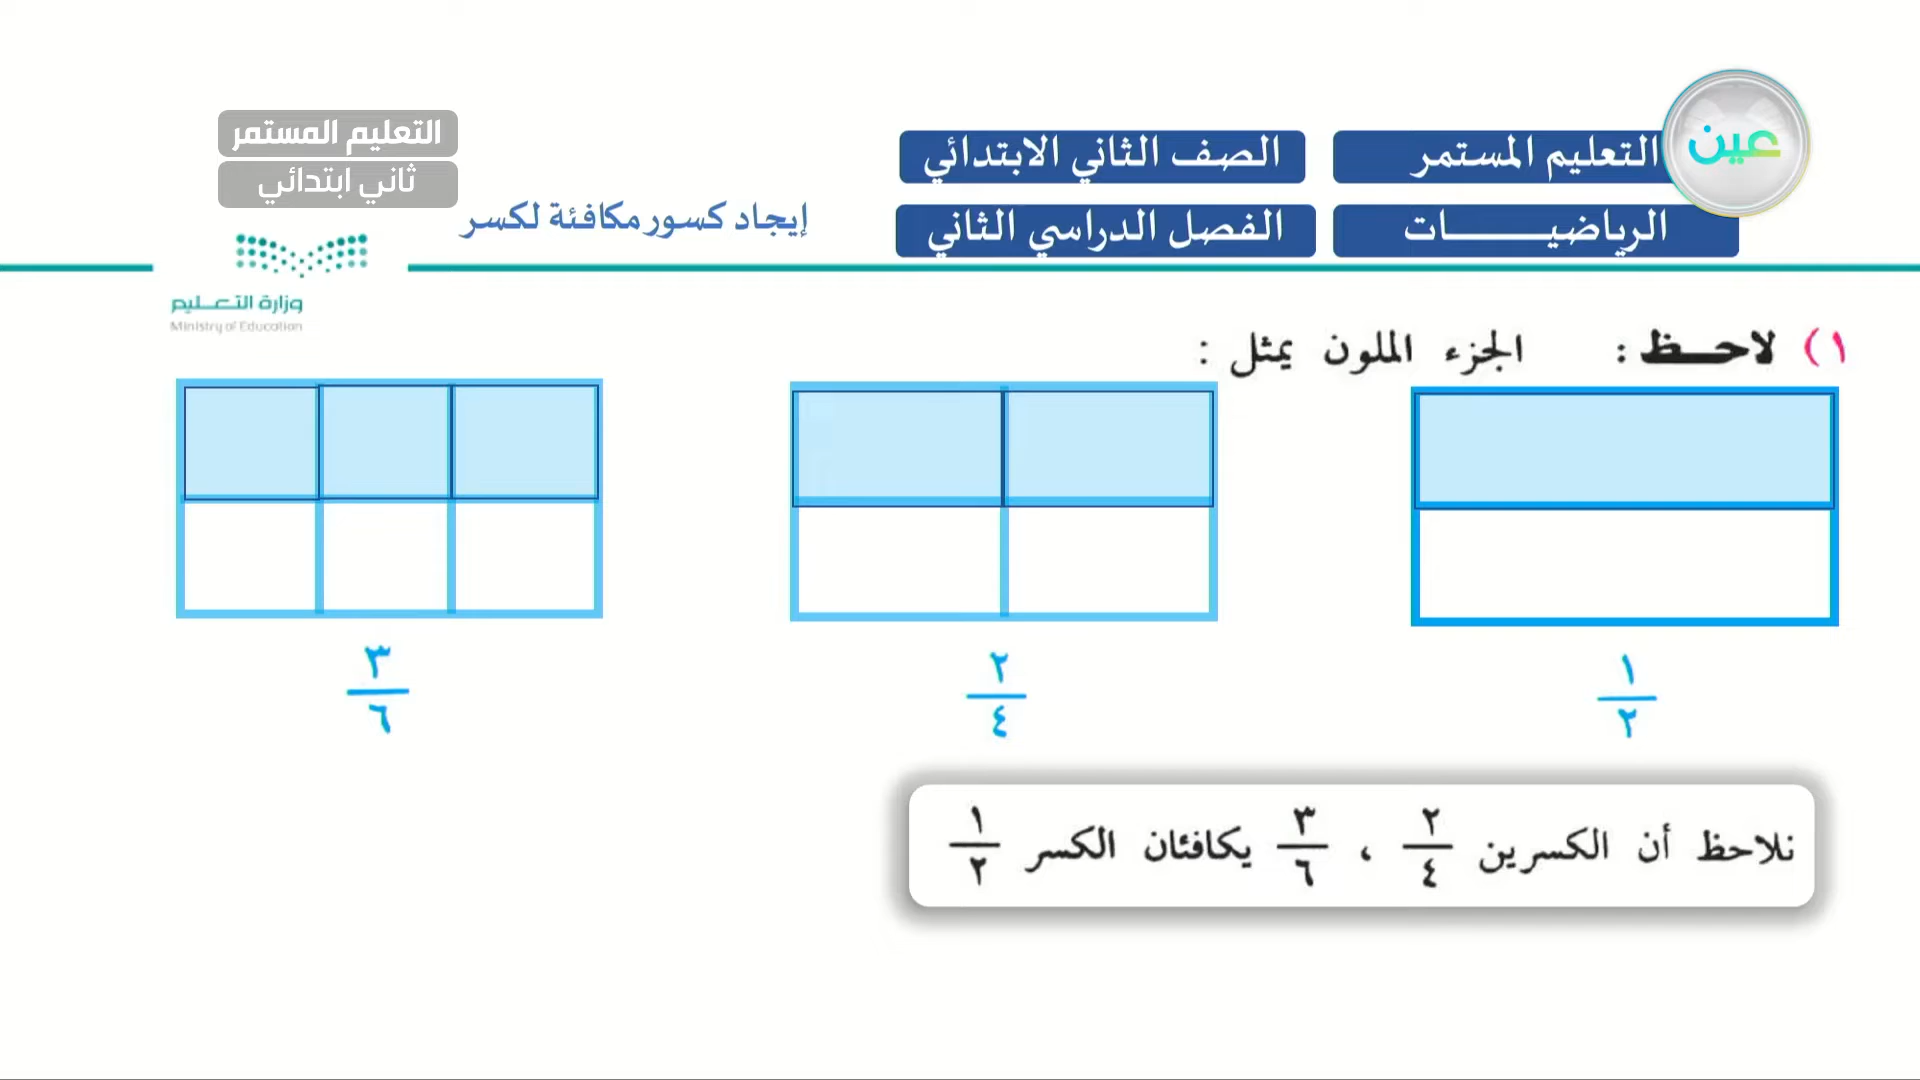 عين
التعليم المستمر
الصف الثاني الابتدائي
التعليم المستمر
ثاني ابتدائي
الرياضيـــــــات
الفصل الدراسي الثاني
إيجاد كسور مكافئة لكسر
وزارة التعـــليم
Ministry of Education
١) لاحـــظ : الجزء الملون يمثل :
١/٢
٢/٤
٣/٦
نلاحظ أن الكسرين ٢/٤ ، ٣/٦ يكافئان الكسر ١/٢